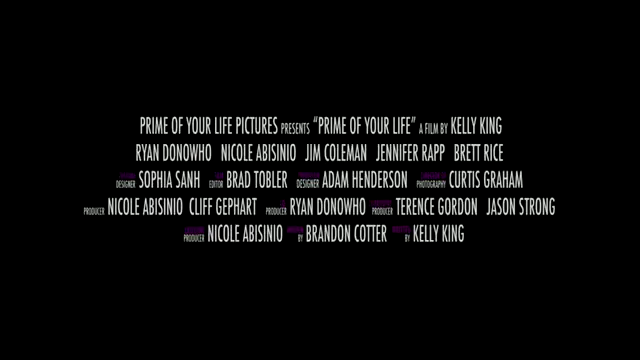 PRIME OF YOUR LIFE PICTURES PRESENTS “PRIME OF YOUR LIFE” A FILM BY KELLY KING
RYAN DONOWHO NICOLE ABISINIO JIM COLEMAN JENNIFER RAPP BRETT RICE
DESIGNER SOPHIA SANH EDITOR BRAD TOBLER DESIGNER ADAM HENDERSON PHOTOGRAPHY CURTIS GRAHAM
PRODUCER NICOLE ABISINIO CLIFF GEPHART PRODUCER RYAN DONOWHO PRODUCER TERENCE GORDON JASON STRONG
PRODUCER NICOLE ABISINIO BY BRANDON COTTER BY KELLY KING